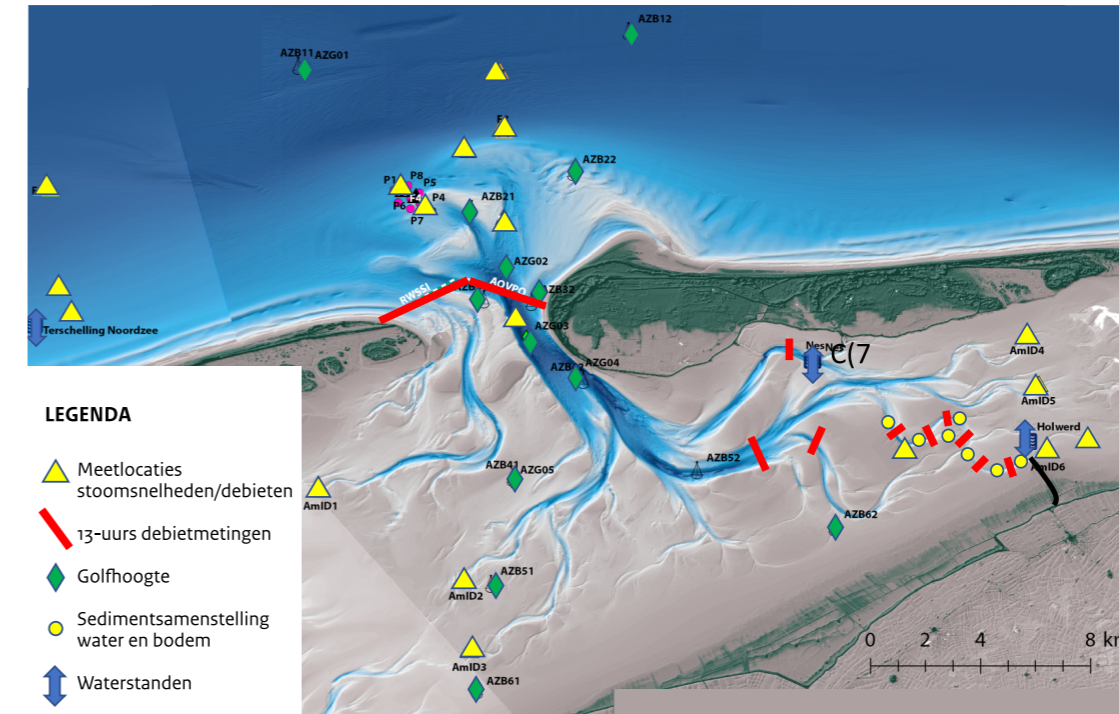 AZB12
AZB11 AZG01
AZB22
P8
P5
P4
P6
P7
AZB21
AZG02
RWSSI
AOVPO
AZB32
Terschelling Noordzee
AZG03
AZG04
Nes
C(7
AmID4
AmID5
Holwerd
AmID6
AZB52
AZB41
AZG05
AmID1
AZB62
AZB51
AmID2
AmID3
AZB61
0 2 4 8
LEGENDA
Meetlocaties
stoomsnelheden/debieten
13-uurs debietmetingen
Golfhoogte
Sedimentsamenstelling
water en bodem
Waterstanden